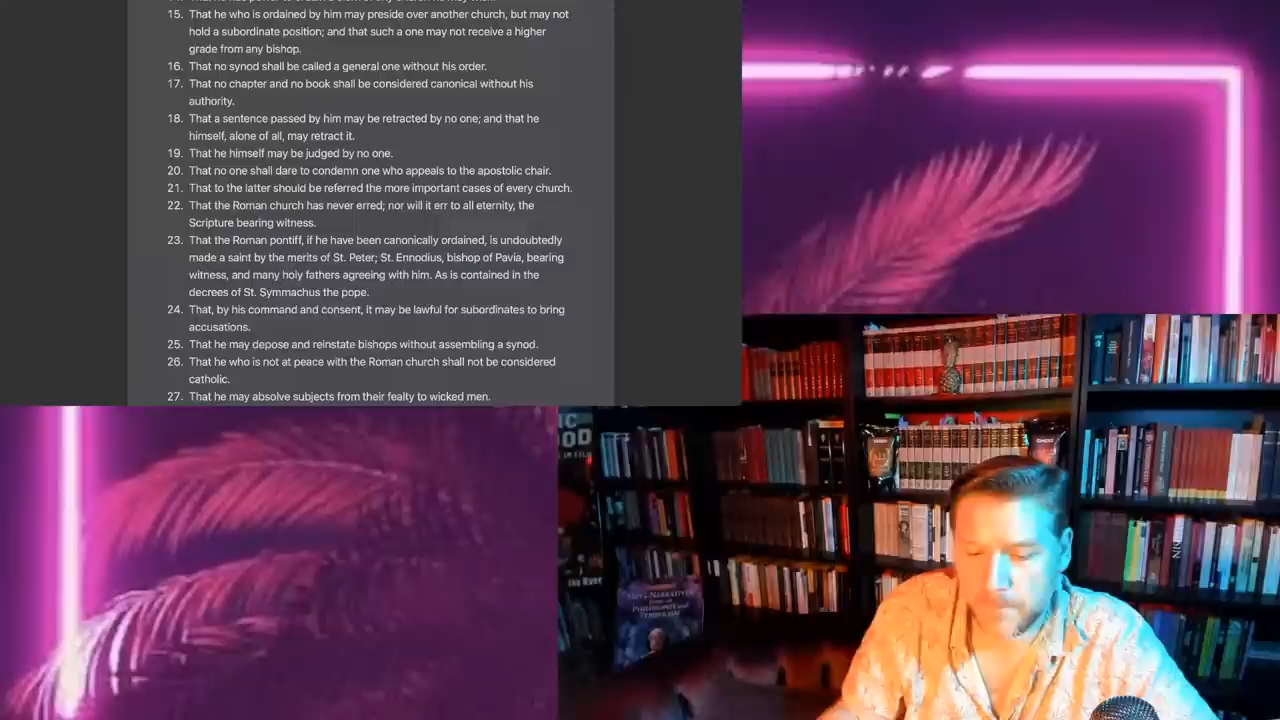 15. That he who is ordained by him may preside over another church, but may not
hold a subordinate position; and that such a one may not receive a higher
grade from any bishop.
16. That no synod shall be called a general one without his order.
17. That no chapter and no book shall be considered canonical without his
authority.
18. That a sentence passed by him may be retracted by no one; and that he
himself, alone of all, may retract it.
19. That he himself may be judged by no one.
20. That no one shall dare to condemn one who appeals to the apostolic chair.
21. That to the latter should be referred the more important cases of every church.
22. That the Roman church has never erred; nor will it err to all eternity, the
Scripture bearing witness.
23. That the Roman pontiff, if he have been canonically ordained, is undoubtedly
made a saint by the merits of St. Peter; St. Ennodius, bishop of Pavia, bearing
witness, and many holy fathers agreeing with him. As is contained in the
decrees of St. Symmachus the pope.
24. That, by his command and consent, it may be lawful for subordinates to bring
accusations.
25. That he may depose and reinstate bishops without assembling a synod.
26. That he who is not at peace with the Roman church shall not be considered
catholic.
27. That he may absolve subjects from their fealty to wicked men.